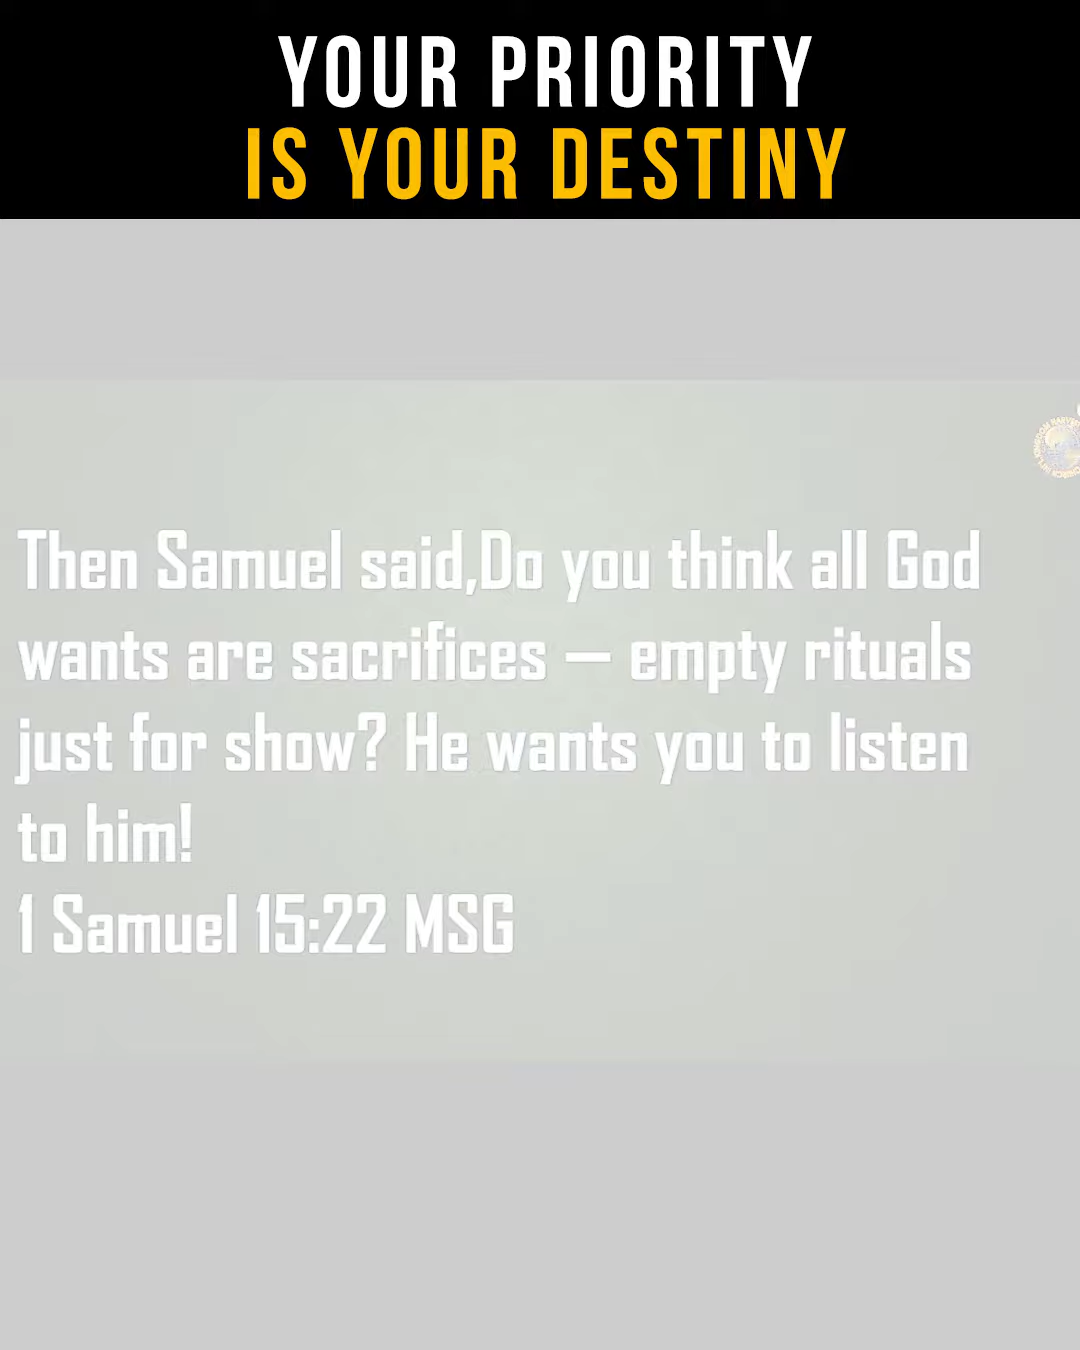 YOUR PRIORITY
IS YOUR DESTINY
Then Samuel said,Do you think all God
wants are sacrifices — empty rituals
just for show? He wants you to listen
to him!
1 Samuel 15:22 MSG